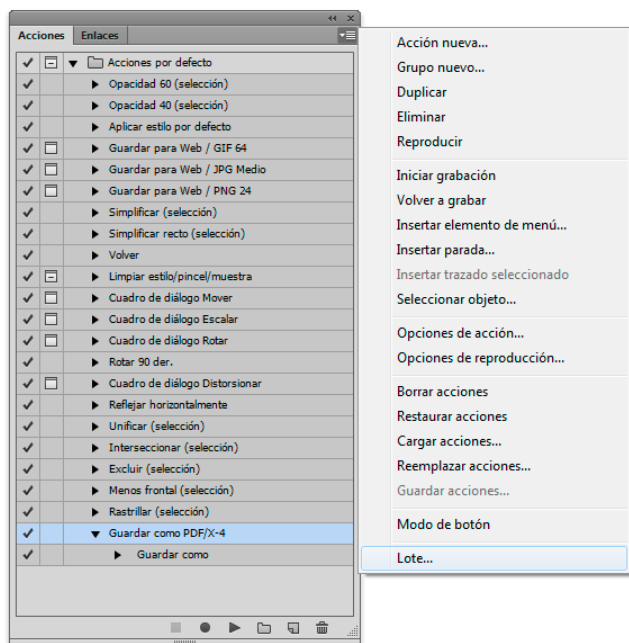 Acciones
Enlaces
Acciones por defecto
Opacidad 60 (selección)
Opacidad 40 (selección)
Aplicar estilo por defecto
Guardar para Web / GIF 64
Guardar para Web / JPG Medio
Guardar para Web / PNG 24
Simplificar (selección)
Simplificar recto (selección)
Volver
Limpiar estilo/pincel/muestra
Cuadro de diálogo Mover
Cuadro de diálogo Escalar
Cuadro de diálogo Rotar
Rotar 90 der.
Cuadro de diálogo Distorsionar
Reflejar horizontalmente
Unificar (selección)
Interseccionar (selección)
Excluir (selección)
Menos frontal (selección)
Rastrillar (selección)
Guardar como PDF/X-4
Guardar como
Acción nueva...
Grupo nuevo...
Duplicar
Eliminar
Reproducir
Iniciar grabación
Volver a grabar
Insertar elemento de menú...
Insertar parada...
Insertar trazado seleccionado
Seleccionar objeto...
Opciones de acción...
Opciones de reproducción...
Borrar acciones
Restaurar acciones
Cargar acciones...
Reemplazar acciones...
Guardar acciones...
Modo de botón
Lote...